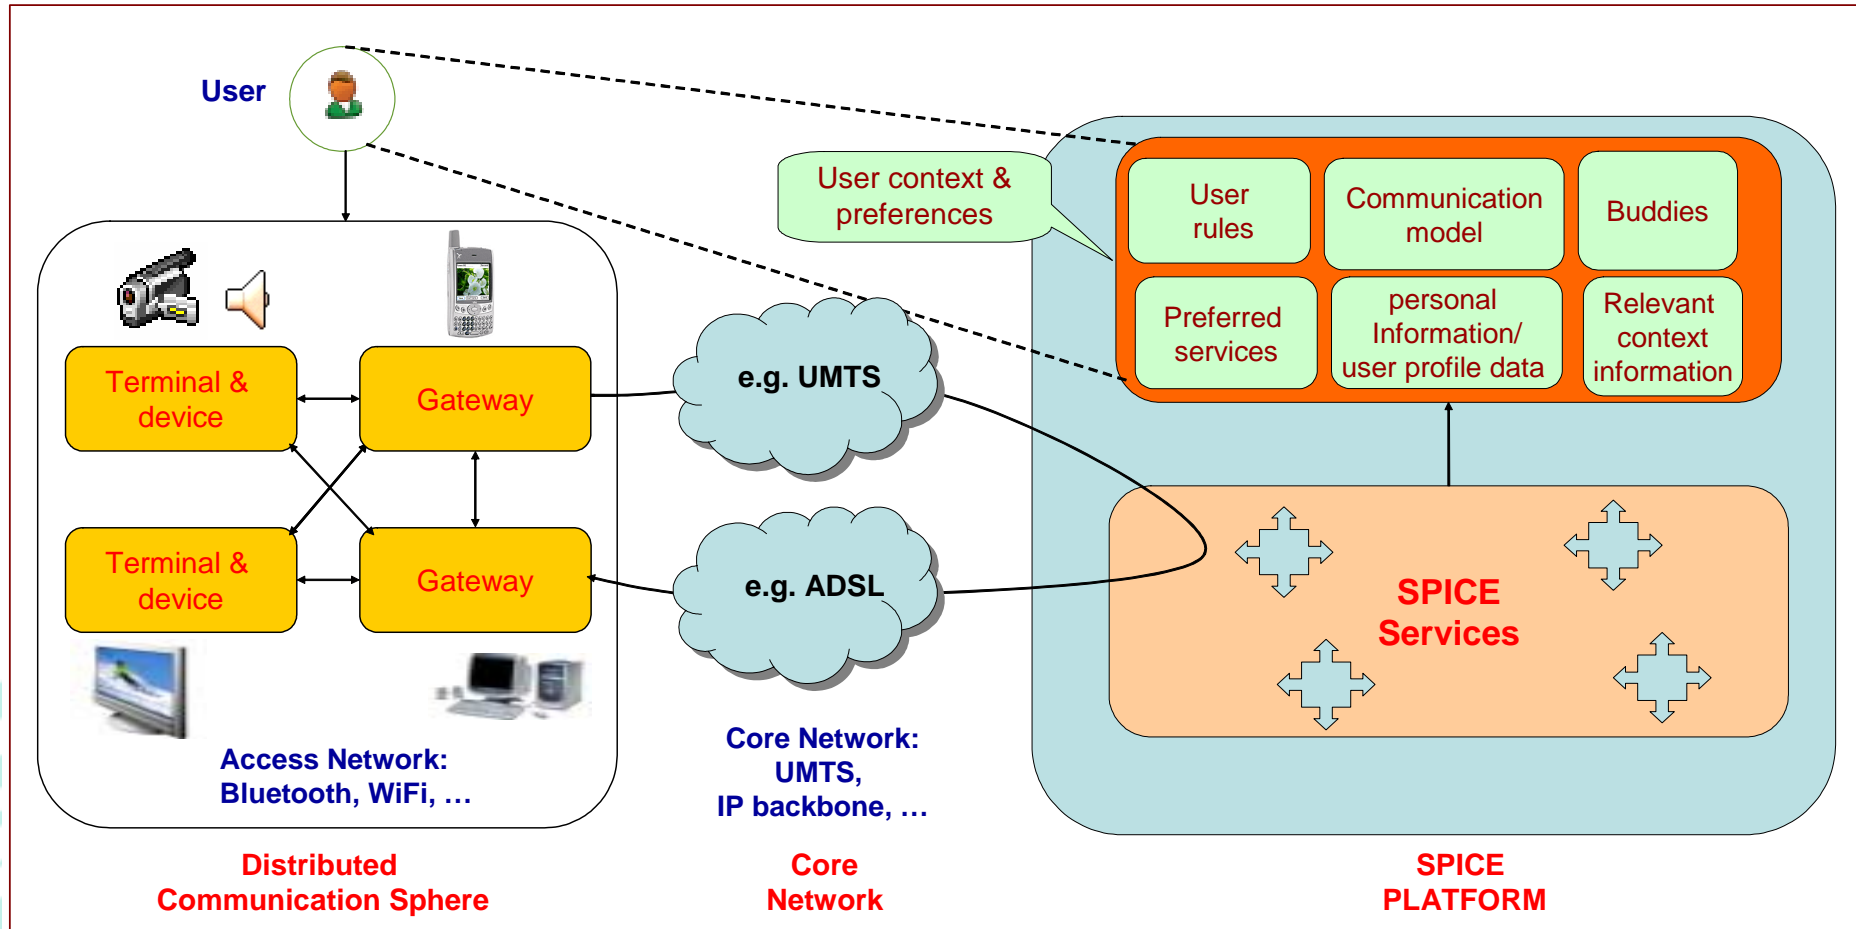 User
User context &
preferences
User
rules
Communication
model
Buddies
Preferred
services
personal
Information/
user profile data
Relevant
context
information
Terminal &
device
Gateway
e.g. UMTS
Terminal &
device
Gateway
e.g. ADSL
SPICE
Services
Access Network:
Bluetooth, WiFi, …
Core Network:
UMTS,
IP backbone, …
Distributed
Communication Sphere
Core
Network
SPICE
PLATFORM